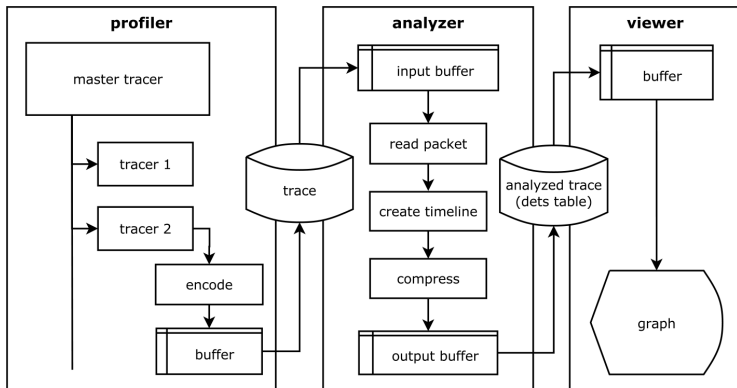 profiler
master tracer
tracer 1
tracer 2
encode
buffer
trace
analyzer
input buffer
read packet
create timeline
compress
output buffer
analyzed trace
(dets table)
viewer
buffer
graph